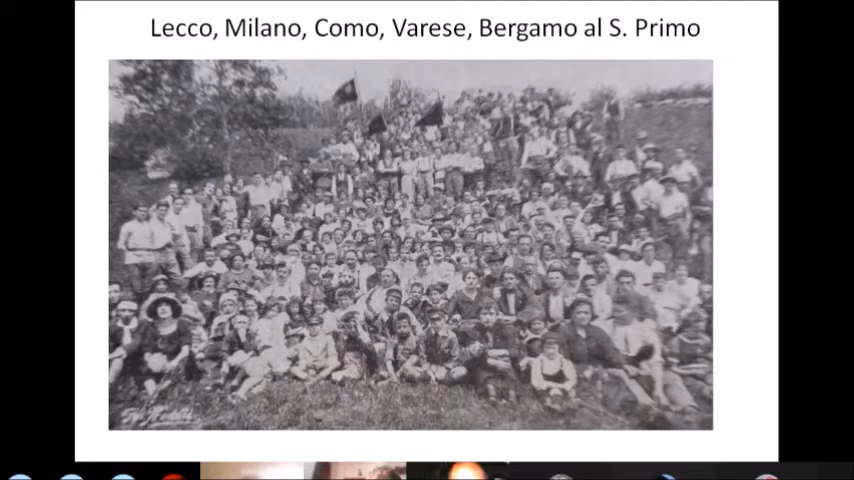 Lecco, Milano, Como, Varese, Bergamo al S. Primo